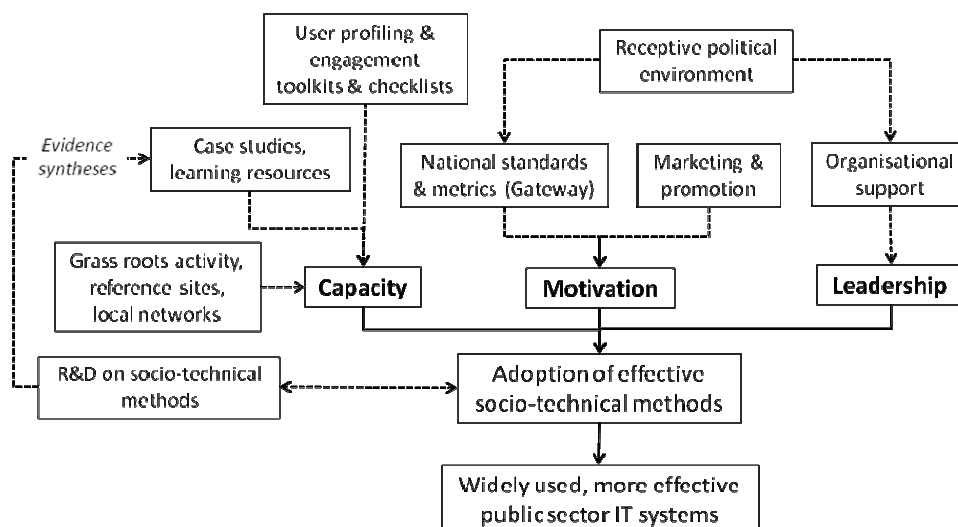 User profiling &
engagement
toolkits & checklists
Receptive political
environment
Evidence
syntheses
Case studies,
learning resources
National standards
& metrics (Gateway)
Marketing &
promotion
Organisational
support
Grass roots activity,
reference sites,
local networks
Capacity
Motivation
Leadership
R&D on socio-technical
methods
Adoption of effective
socio-technical methods
Widely used, more effective
public sector IT systems